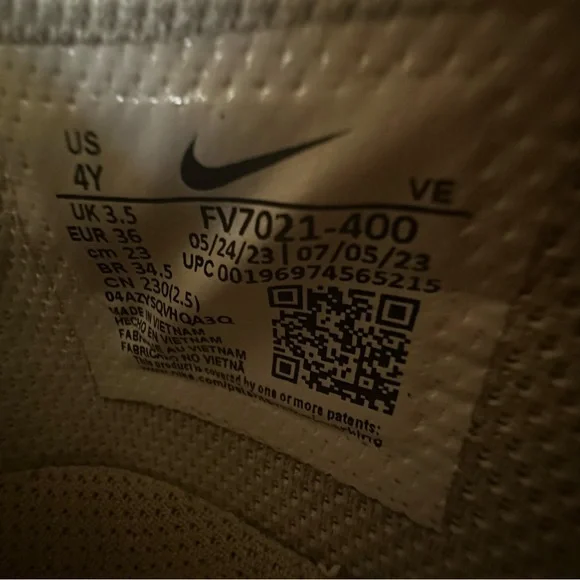 US
4Y
VE
UK 3.5
EUR 36
cm 23
BR 34.5
CN 230(2.5)
FV7021-400
05/24/23 | 07/05/23
UPC 00196974565215
04AZYSQVHQA3Q
MADE IN VIETNAM
HECHO EN VIETNAM
FABRIQUÉ AU VIETNAM
FABRICADO NO VIETNÃ
This product is covered by one or more patents: